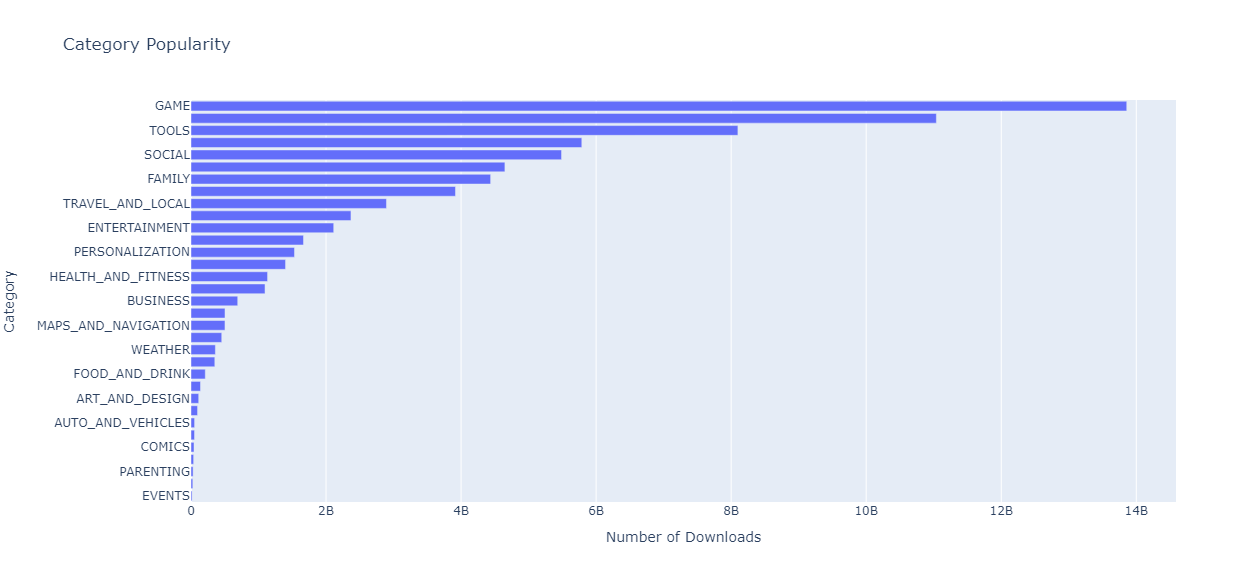 Category Popularity
GAME
TOOLS
SOCIAL
FAMILY
TRAVEL_AND_LOCAL
ENTERTAINMENT
PERSONALIZATION
HEALTH_AND_FITNESS
BUSINESS
MAPS_AND_NAVIGATION
WEATHER
FOOD_AND_DRINK
ART_AND_DESIGN
AUTO_AND_VEHICLES
COMICS
PARENTING
EVENTS
Category
0 2B 4B 6B 8B 10B 12B 14B
Number of Downloads